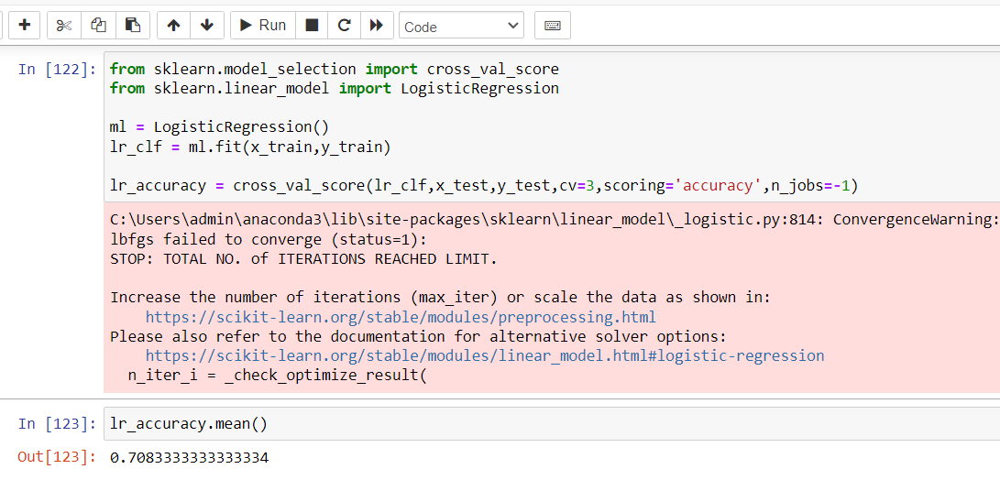 Run Code
In [122]: from sklearn.model_selection import cross_val_score
from sklearn.linear_model import LogisticRegression
ml = LogisticRegression()
lr_clf = ml.fit(x_train,y_train)
lr_accuracy = cross_val_score(lr_clf,x_test,y_test,cv=3,scoring='accuracy',n_jobs=-1)
C:\Users\admin\anaconda3\lib\site-packages\sklearn\linear_model\_logistic.py:814: ConvergenceWarning:
lbfgs failed to converge (status=1):
STOP: TOTAL NO. of ITERATIONS REACHED LIMIT.
Increase the number of iterations (max_iter) or scale the data as shown in:
https://scikit-learn.org/stable/modules/preprocessing.html
Please also refer to the documentation for alternative solver options:
https://scikit-learn.org/stable/modules/linear_model.html#logistic-regression
n_iter_i = _check_optimize_result(
In [123]: lr_accuracy.mean()
Out[123]: 0.7083333333333334